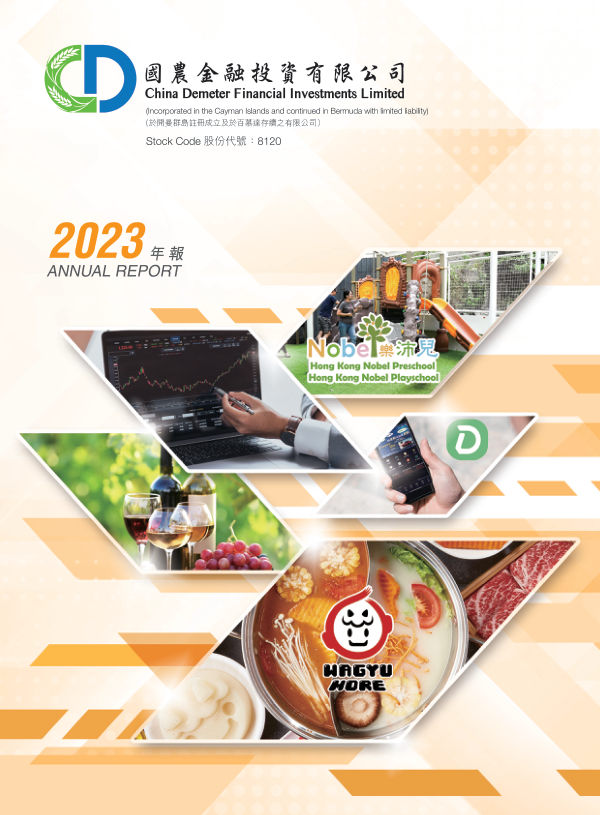 CD
國農金融投資有限公司
China Demeter Financial Investments Limited
(Incorporated in the Cayman Islands and continued in Bermuda with limited liability)
(於開曼群島註冊成立及於百慕達存續之有限公司)
Stock Code 股份代號：8120
2023 年報
ANNUAL REPORT
Nobel 樂沛兒
Hong Kong Nobel Preschool
Hong Kong Nobel Playschool
D
WAGYU
MORE